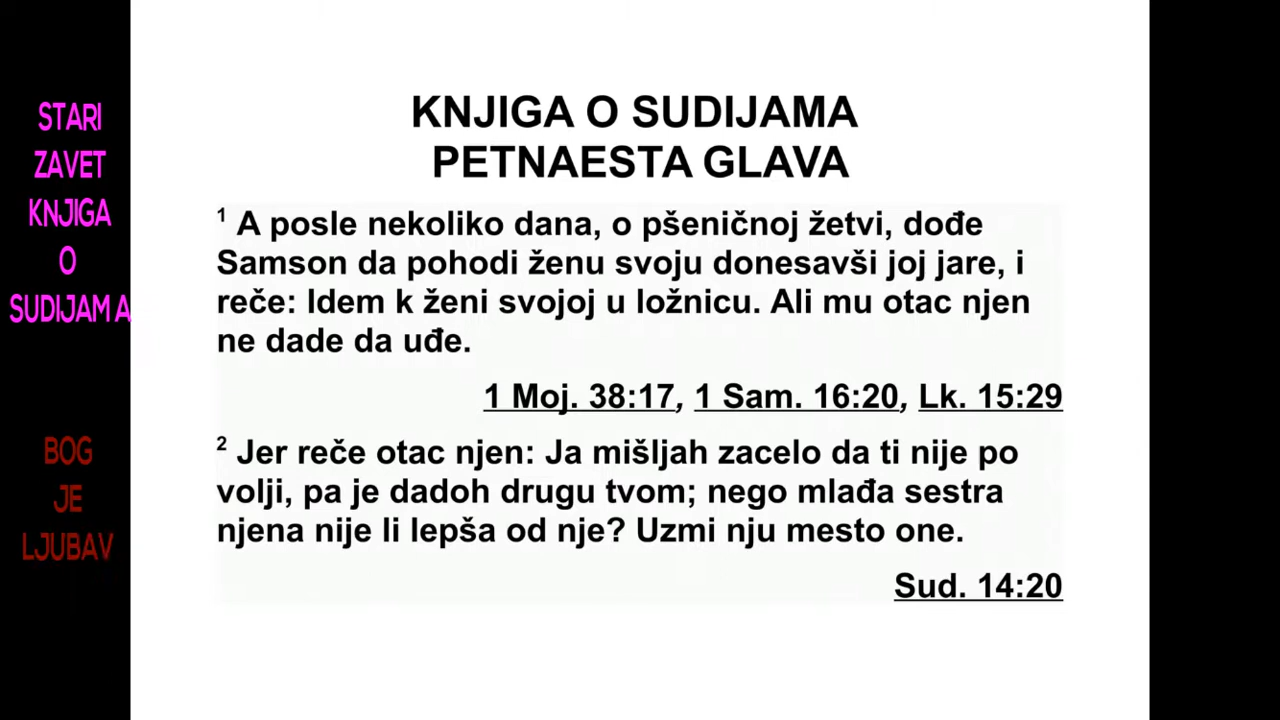 STARI
ZAVET
KNJIGA
O
SUDIJAMA
BOG
JE
LJUBAV
KNJIGA O SUDIJAMA
PETNAESTA GLAVA
1 A posle nekoliko dana, o pšeničnoj žetvi, dođe
Samson da pohodi ženu svoju donesavši joj jare, i
reče: Idem k ženi svojoj u ložnicu. Ali mu otac njen
ne dade da uđe.
1 Moj. 38:17, 1 Sam. 16:20, Lk. 15:29
2 Jer reče otac njen: Ja mišljah zacelo da ti nije po
volji, pa je dadoh drugu tvom; nego mlađa sestra
njena nije li lepša od nje? Uzmi nju mesto one.
Sud. 14:20